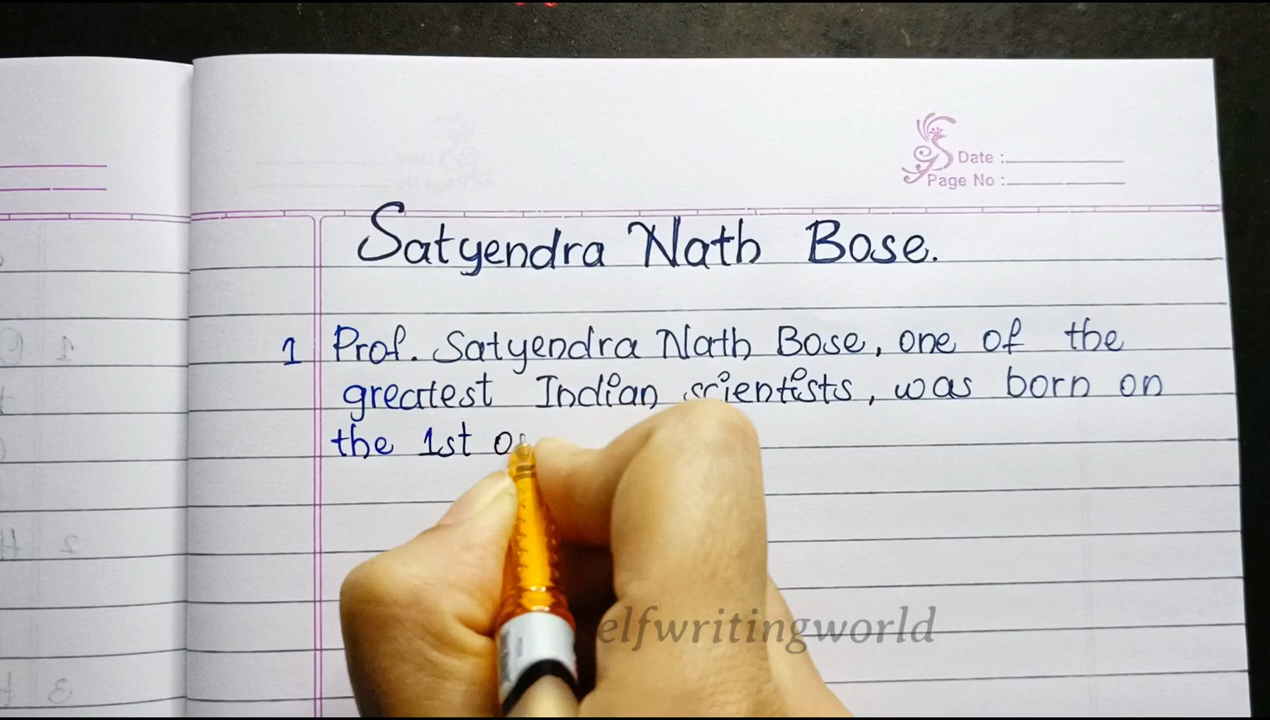 Date :
Page No :
Satyendra Nath Bose.
1 Prof. Satyendra Nath Bose, one of the
greatest Indian scientists, was born on
the 1st
elfwritingworld